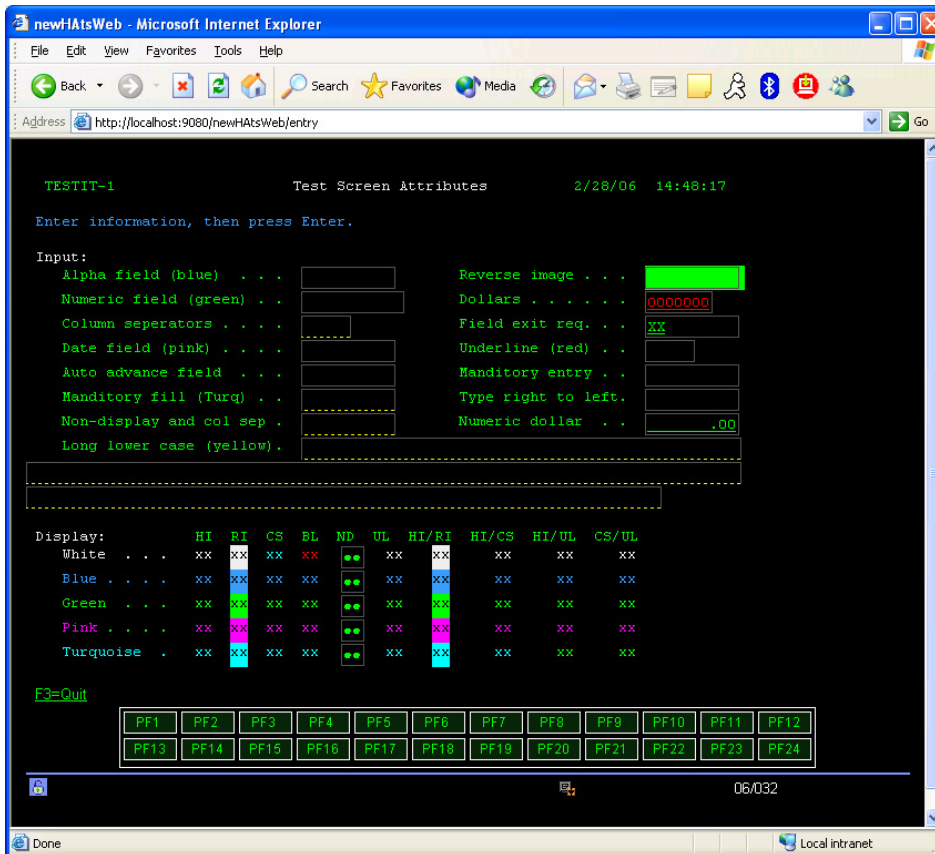 newHAtsWeb - Microsoft Internet Explorer
File Edit View Favorites Tools Help
Back Search Favorites Media
Address http://localhost:9080/newHAtsWeb/entry Go
TESTIT-1 Test Screen Attributes 2/28/06 14:48:17
Enter information, then press Enter.
Input:
Alpha field (blue) . . . Reverse image . . .
Numeric field (green) . . Dollars . . . . . . 0000000
Column seperators . . . . Field exit req. . . XX
Date field (pink) . . . . Underline (red) . .
Auto advance field . . . Manditory entry . .
Manditory fill (Turq) . . Type right to left.
Non-display and col sep . Numeric dollar . . .00
Long lower case (yellow).
Display: HI RI CS BL ND UL HI/RI HI/CS HI/UL CS/UL
White . . . xx xx xx xx ●● xx xx xx xx xx
Blue . . . . xx xx xx xx ●● xx xx xx xx xx
Green . . . xx xx xx xx ●● xx xx xx xx xx
Pink . . . . xx xx xx xx ●● xx xx xx xx xx
Turquoise . xx xx xx xx ●● xx xx xx xx xx
F3=Quit
PF1 PF2 PF3 PF4 PF5 PF6 PF7 PF8 PF9 PF10 PF11 PF12
PF13 PF14 PF15 PF16 PF17 PF18 PF19 PF20 PF21 PF22 PF23 PF24
06/032
Done Local intranet